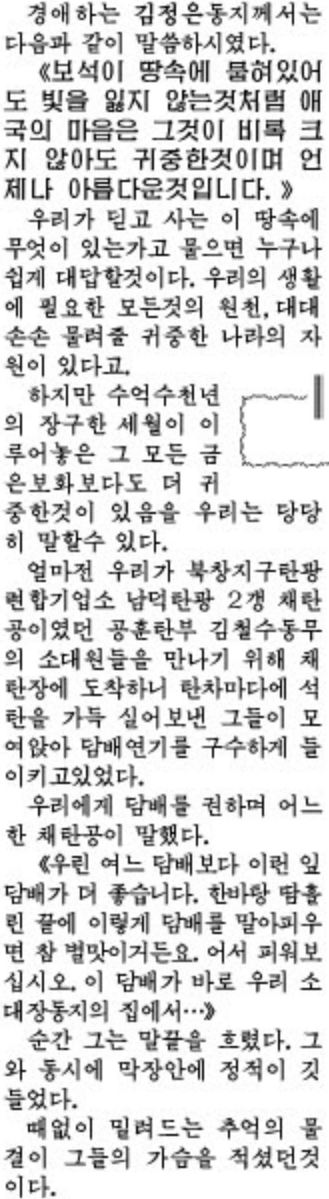 경애하는 김정은동지께서는
다음과 같이 말씀하시였다.
《보석이 땅속에 묻혀있어
도 빛을 잃지 않는것처럼 애
국의 마음은 그것이 비록 크
지 않아도 귀중한것이며 언
제나 아름다운것입니다.》
우리가 딛고 사는 이 땅속에
무엇이 있는가고 물으면 누구나
쉽게 대답할것이다. 우리의 생활
에 필요한 모든것의 원천, 대대
손손 물려줄 귀중한 나라의 자
원이 있다고.
하지만 수억수천년
의 장구한 세월이 이
루어놓은 그 모든 금
은보화보다도 더 귀
중한것이 있음을 우리는 당당
히 말할수 있다.
얼마전 우리가 북창지구탄광
련합기업소 남덕탄광 2갱 채탄
공이였던 공훈탄부 김철수동무
의 소대원들을 만나기 위해 채
탄장에 도착하니 탄차마다에 석
탄을 가득 실어보낸 그들이 모
여앉아 담배연기를 구수하게 들
이키고있었다.
우리에게 담배를 권하며 어느
한 채탄공이 말했다.
《우린 여느 담배보다 이런 잎
담배가 더 좋습니다. 한바탕 땀흘
린 끝에 이렇게 담배를 말아피우
면 참 별맛이거든요. 어서 피워보
십시오. 이 담배가 바로 우리 소
대장동지의 집에서…》
순간 그는 말끝을 흐렸다. 그
와 동시에 막장안에 정적이 깃
들었다.
때없이 밀려드는 추억의 물
결이 그들의 가슴을 적셨던것
이다.